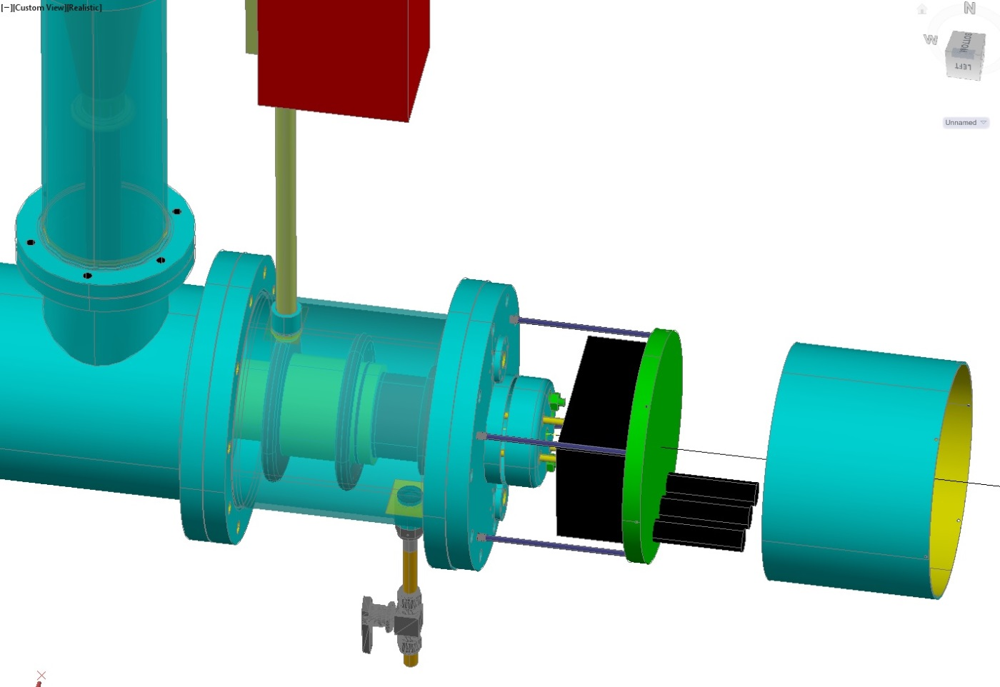 [−][Custom View][Realistic]
N
W
BOTTOM
LEFT
Unnamed